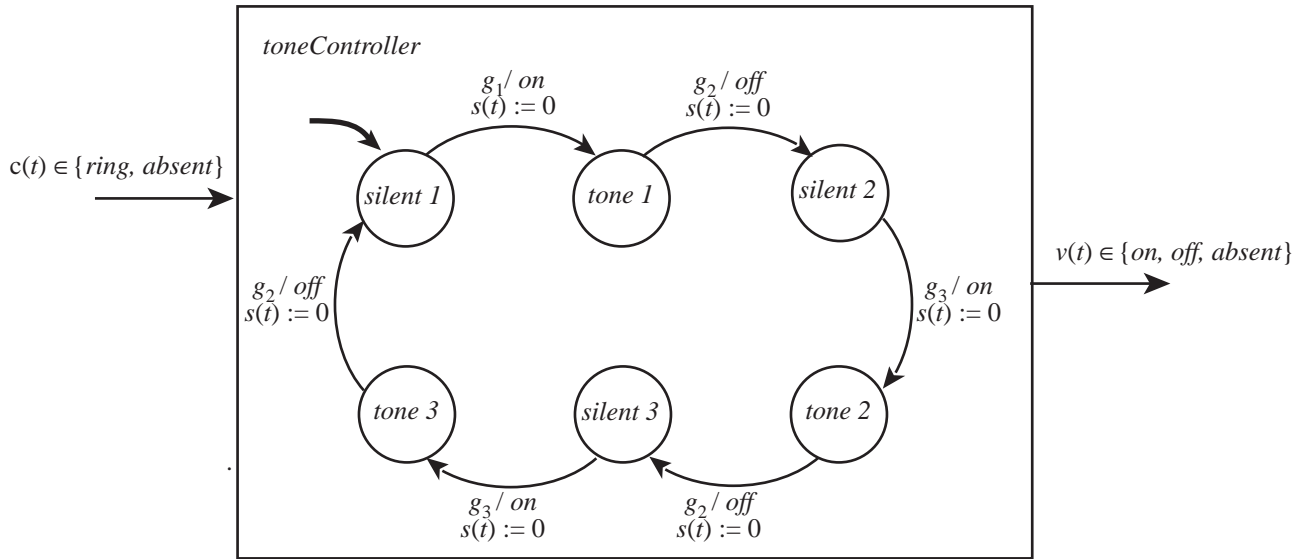 toneController
g₁/ on
s(t) := 0
g₂/ off
s(t) := 0
c(t) ∈ {ring, absent}
silent 1
tone 1
silent 2
v(t) ∈ {on, off, absent}
g₂/ off
s(t) := 0
g₃/ on
s(t) := 0
tone 3
silent 3
tone 2
g₃/ on
s(t) := 0
g₂/ off
s(t) := 0